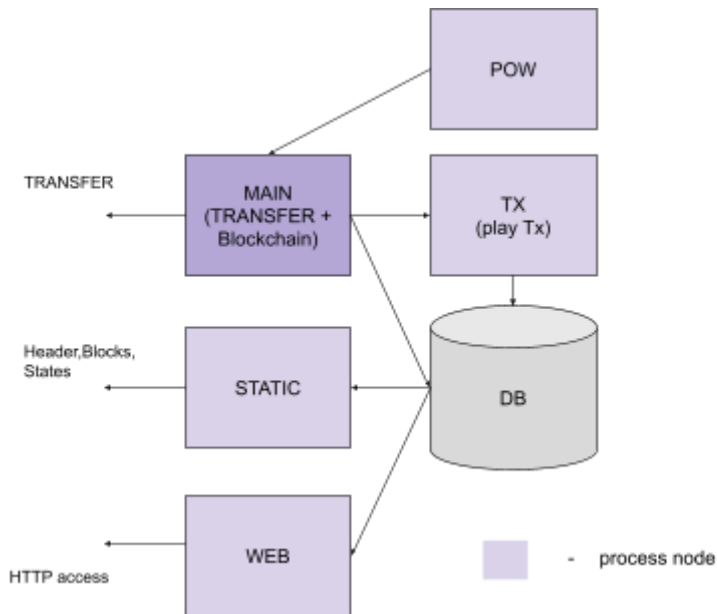 POW
TRANSFER
MAIN
(TRANSFER +
Blockchain)
TX
(play Tx)
Header,Blocks,
States
STATIC
DB
WEB
HTTP access
- process node